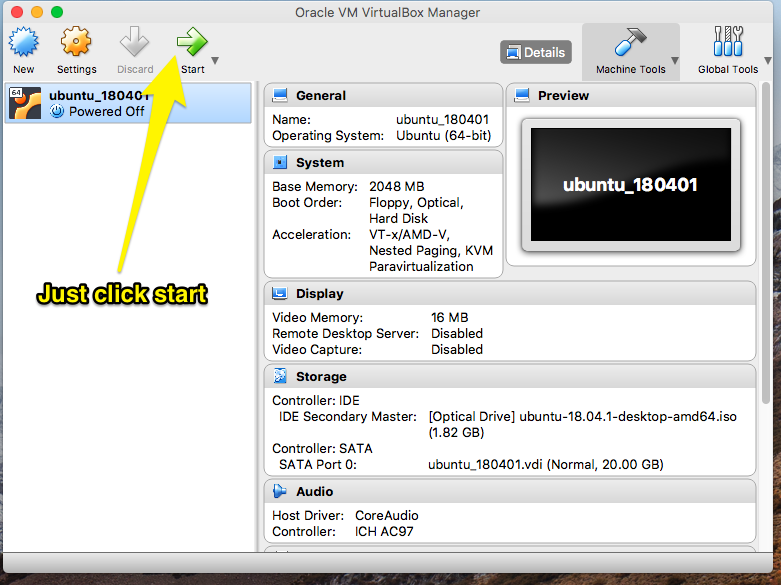 Oracle VM VirtualBox Manager
New
Settings
Discard
Start
Details
Machine Tools
Global Tools
64
ubuntu_180401
Powered Off
Just click start
General
Name: ubuntu_180401
Operating System: Ubuntu (64-bit)
System
Base Memory: 2048 MB
Boot Order: Floppy, Optical,
Hard Disk
Acceleration: VT-x/AMD-V,
Nested Paging, KVM
Paravirtualization
Preview
ubuntu_180401
Display
Video Memory: 16 MB
Remote Desktop Server: Disabled
Video Capture: Disabled
Storage
Controller: IDE
IDE Secondary Master: [Optical Drive] ubuntu-18.04.1-desktop-amd64.iso
(1.82 GB)
Controller: SATA
SATA Port 0: ubuntu_180401.vdi (Normal, 20.00 GB)
Audio
Host Driver: CoreAudio
Controller: ICH AC97